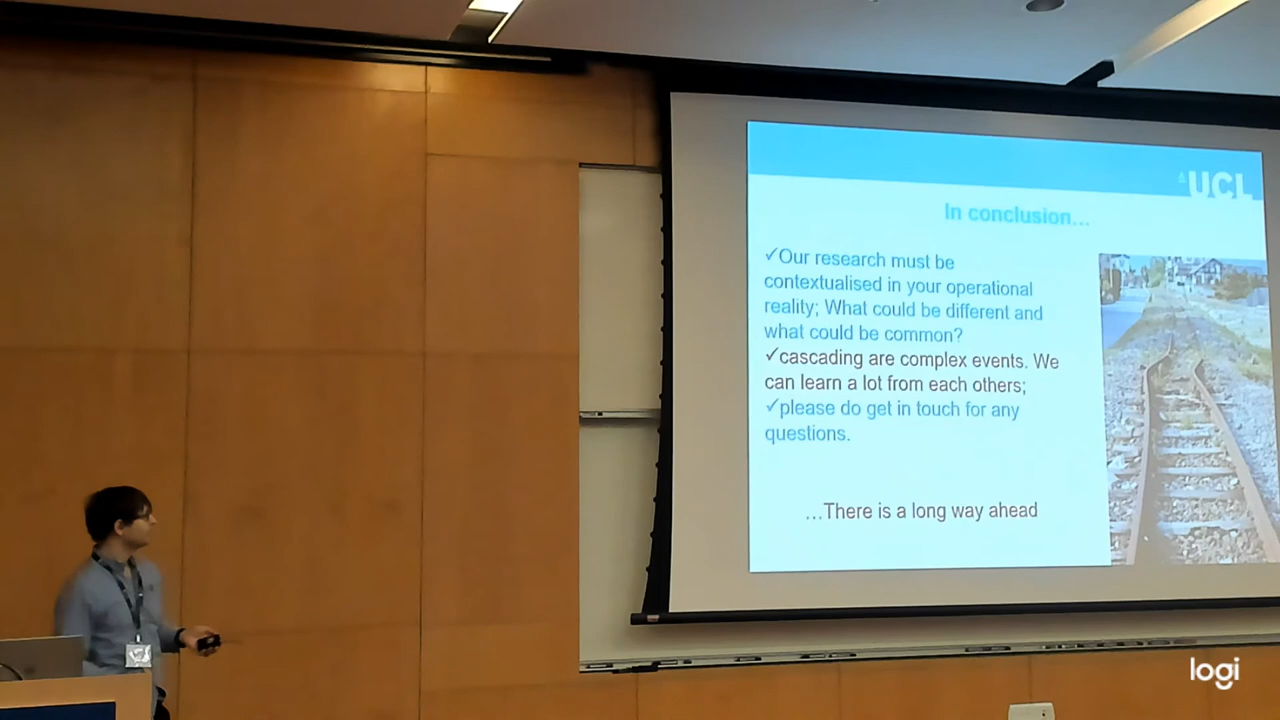 UCL
In conclusion...
✓Our research must be
contextualised in your operational
reality; What could be different and
what could be common?
✓cascading are complex events. We
can learn a lot from each others;
✓please do get in touch for any
questions.
...There is a long way ahead
logi